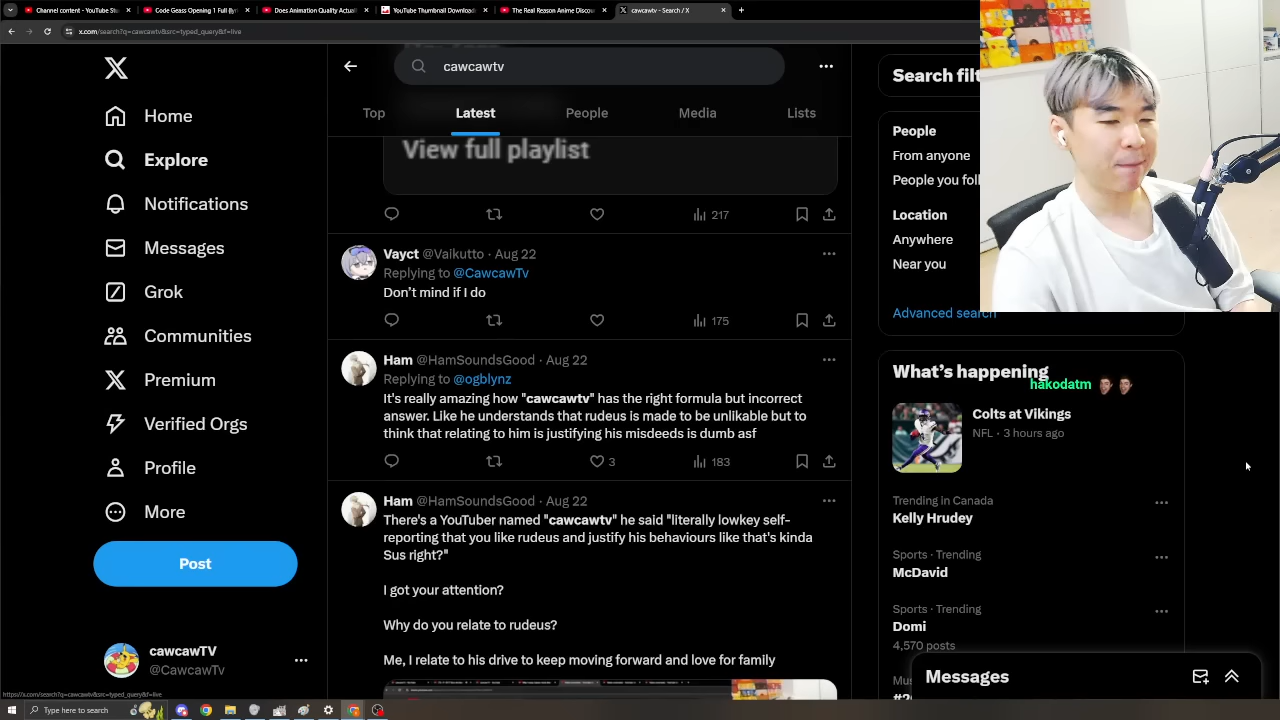 Channel content - YouTube Stu
Code Geass Opening 1 Full
Does Animation Quality Actual
YouTube Thumbnail Download
The Real Reason Anime Discou
cawcawtv - Search / X
x.com/search?q=cawcawtv&src=typed_query&f=live
cawcawtv
Top
Latest
People
Media
Lists
Home
Explore
Notifications
Messages
Grok
Communities
Premium
Verified Orgs
Profile
More
Post
cawcawTV
@CawcawTv
View full playlist
217
Vayct @Vaikutto · Aug 22
Replying to @CawcawTv
Don't mind if I do
175
Ham @HamSoundsGood · Aug 22
Replying to @ogblynz
It's really amazing how "cawcawtv" has the right formula but incorrect
answer. Like he understands that rudeus is made to be unlikable but to
think that relating to him is justifying his misdeeds is dumb asf
3
183
Ham @HamSoundsGood · Aug 22
There's a YouTuber named "cawcawtv" he said "literally lowkey self-
reporting that you like rudeus and justify his behaviours like that's kinda
Sus right?"
I got your attention?
Why do you relate to rudeus?
Me, I relate to his drive to keep moving forward and love for family
Search filt
People
From anyone
People you foll
Location
Anywhere
Near you
Advanced search
What's happening
hakodatm
Colts at Vikings
NFL · 3 hours ago
Trending in Canada
Kelly Hrudey
Sports · Trending
McDavid
Sports · Trending
Domi
4,570 posts
Mus
Messages
https://x.com/search?q=cawcawtv&src=typed_query&f=live
Type here to search